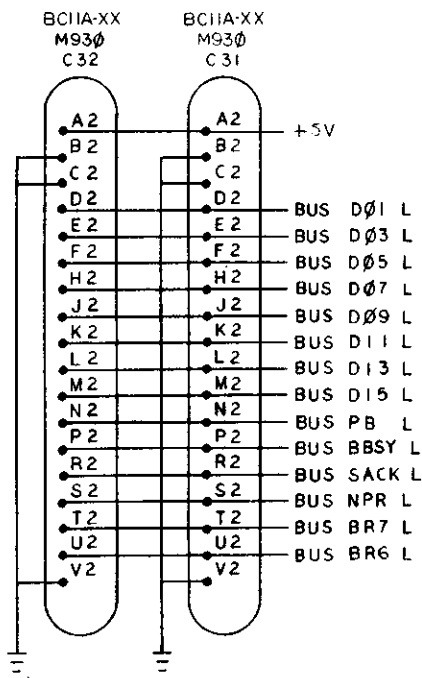 BC11A-XX BC11A-XX
M93Ø M93Ø
C32 C31
A2 A2 +5V
B2 B2
C2 C2
D2 D2 BUS DØ1 L
E2 E2 BUS DØ3 L
F2 F2 BUS DØ5 L
H2 H2 BUS DØ7 L
J2 J2 BUS DØ9 L
K2 K2 BUS D11 L
L2 L2 BUS D13 L
M2 M2 BUS D15 L
N2 N2 BUS PB L
P2 P2 BUS BBSY L
R2 R2 BUS SACK L
S2 S2 BUS NPR L
T2 T2 BUS BR7 L
U2 U2 BUS BR6 L
V2 V2